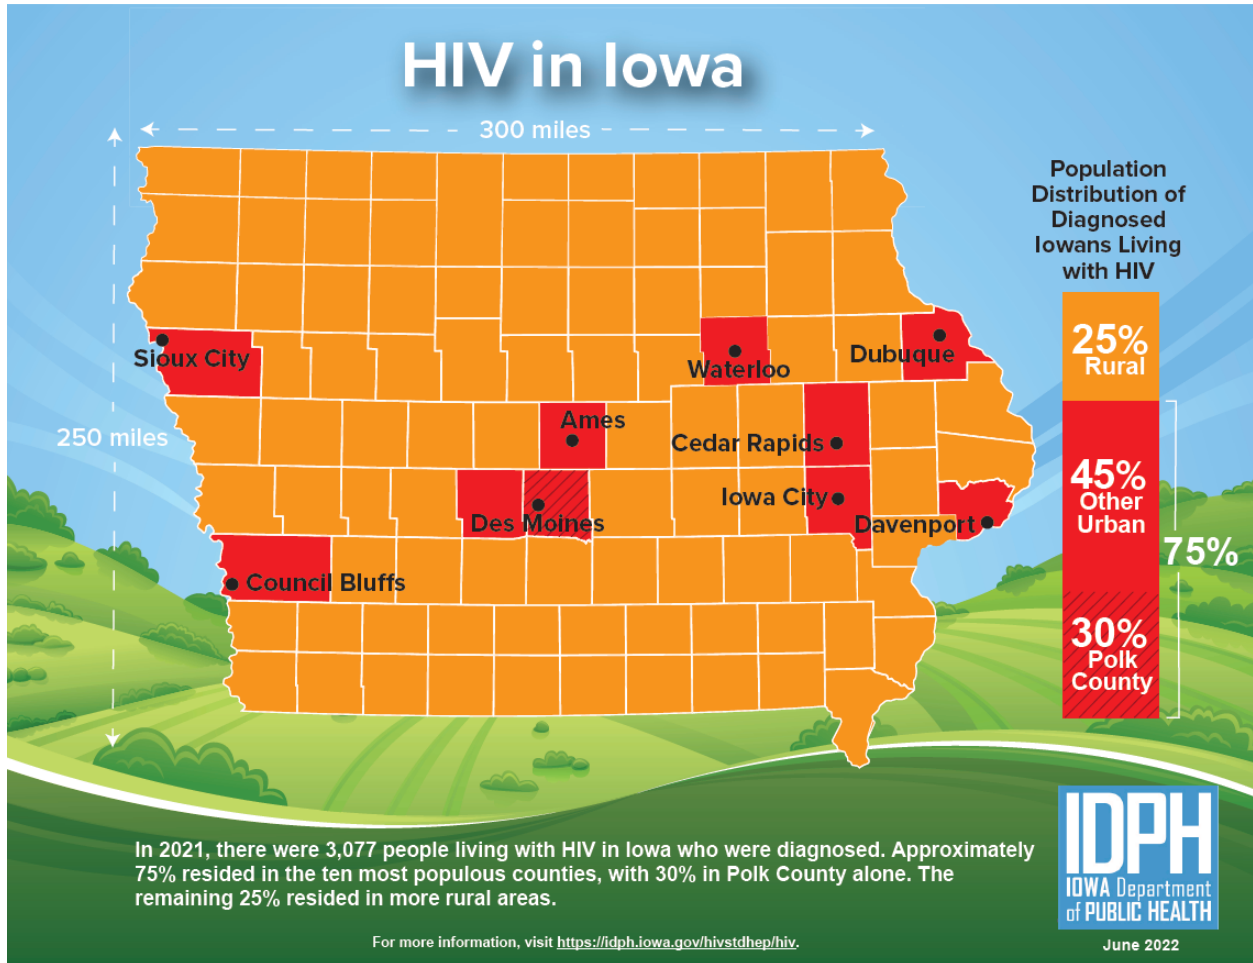 HIV in Iowa
300 miles
250 miles
Population
Distribution of
Diagnosed
Iowans Living
with HIV
25%
Rural
45%
Other
Urban
75%
30%
Polk
County
Sioux City
Waterloo
Dubuque
Ames
Cedar Rapids
Iowa City
Des Moines
Davenport
Council Bluffs
In 2021, there were 3,077 people living with HIV in Iowa who were diagnosed. Approximately
75% resided in the ten most populous counties, with 30% in Polk County alone. The
remaining 25% resided in more rural areas.
For more information, visit https://idph.iowa.gov/hivstdhep/hiv.
IDPH
IOWA Department
of PUBLIC HEALTH
June 2022